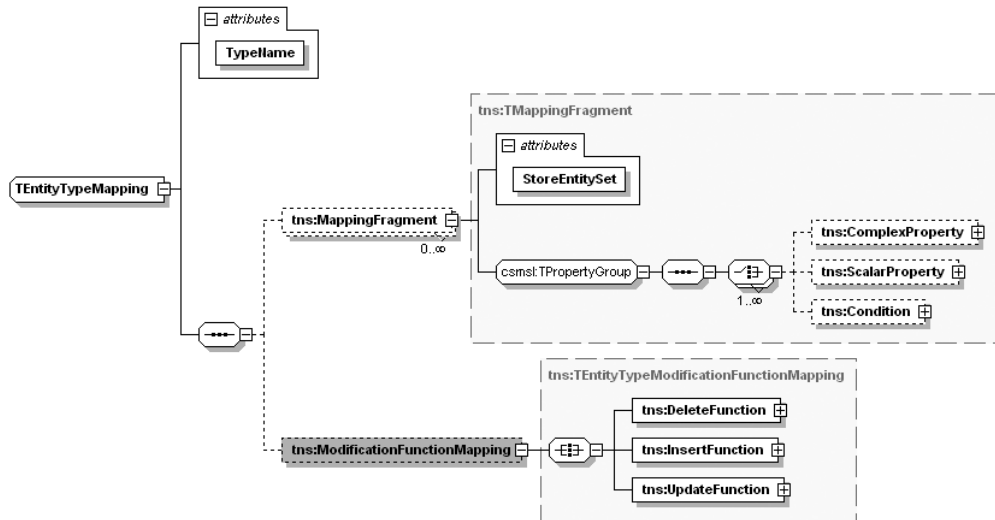 attributes
TypeName
tns:TMappingFragment
attributes
StoreEntitySet
TEntityTypeMapping
tns:MappingFragment
0..∞
tns:ComplexProperty
csmsl:TPropertyGroup
tns:ScalarProperty
1..∞
tns:Condition
tns:TEntityTypeModificationFunctionMapping
tns:DeleteFunction
tns:ModificationFunctionMapping
tns:InsertFunction
tns:UpdateFunction